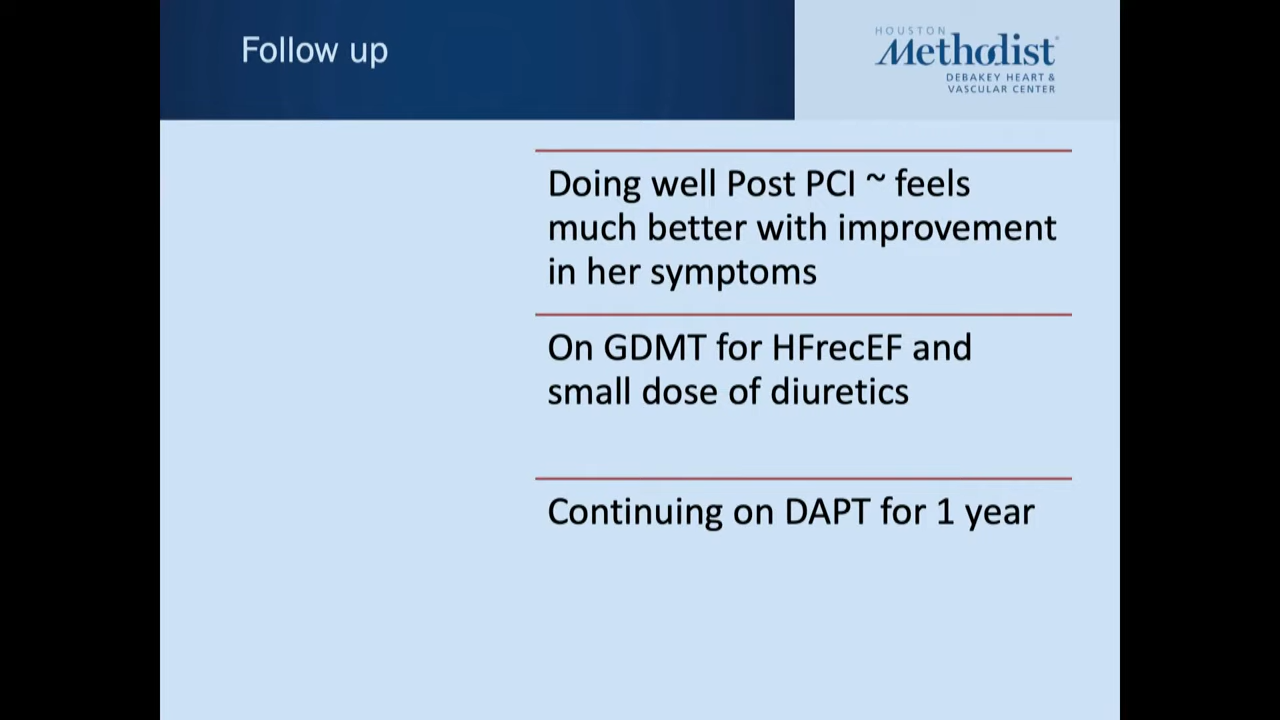 Follow up
HOUSTON
Methodist
DEBAKEY HEART &
VASCULAR CENTER
Doing well Post PCI ~ feels
much better with improvement
in her symptoms
On GDMT for HFrecEF and
small dose of diuretics
Continuing on DAPT for 1 year